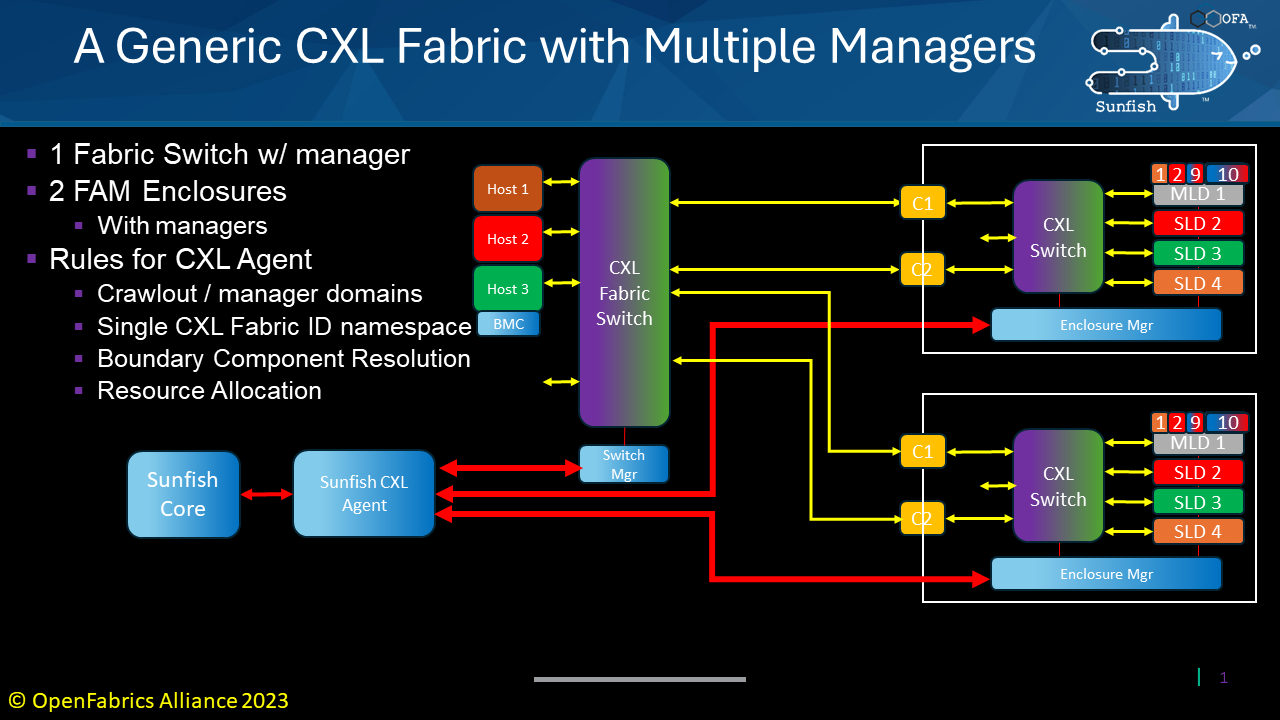 A Generic CXL Fabric with Multiple Managers
OFA™
Sunfish
™
1 Fabric Switch w/ manager
2 FAM Enclosures
With managers
Rules for CXL Agent
Crawlout / manager domains
Single CXL Fabric ID namespace
Boundary Component Resolution
Resource Allocation
Host 1
Host 2
Host 3
BMC
CXL
Fabric
Switch
Switch
Mgr
Sunfish
Core
Sunfish CXL
Agent
C1
C2
CXL
Switch
1 2 9 10
MLD 1
SLD 2
SLD 3
SLD 4
Enclosure Mgr
C1
C2
CXL
Switch
1 2 9 10
MLD 1
SLD 2
SLD 3
SLD 4
Enclosure Mgr
© OpenFabrics Alliance 2023
1